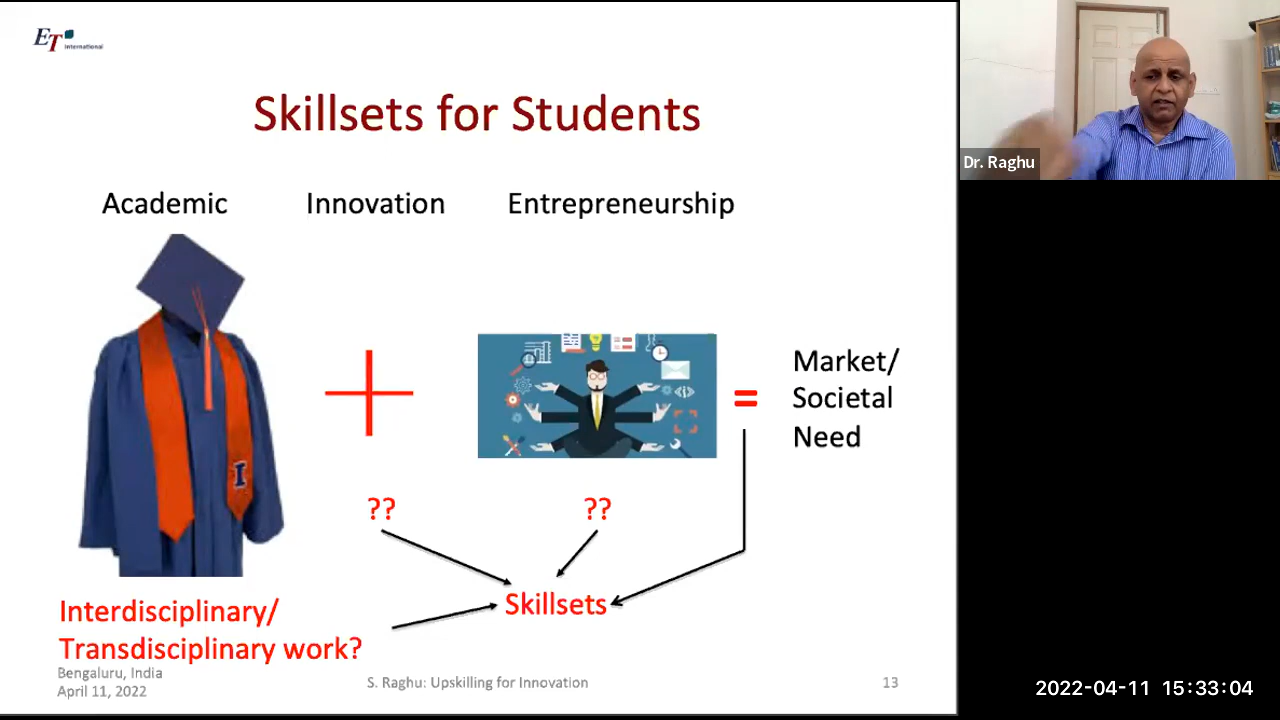 ET International
Skillsets for Students
Academic
Innovation
Entrepreneurship
I
=
Market/
Societal
Need
??
??
Skillsets
Interdisciplinary/
Transdisciplinary work?
Bengaluru, India
April 11, 2022
S. Raghu: Upskilling for Innovation
13
Dr. Raghu
2022-04-11 15:33:04